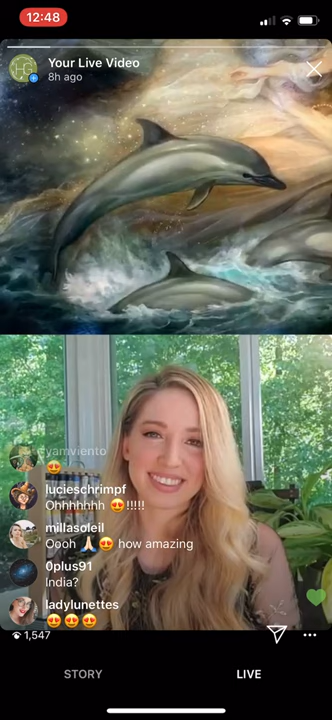 12:48
Your Live Video
8h ago
yamviento
😍
lucieschrimpf
Ohhhhhhh 😍!!!!!
millasoleil
Oooh 🙏🏻😍 how amazing
0plus91
India?
ladylunettes
😍😍😍
1,547
STORY
LIVE